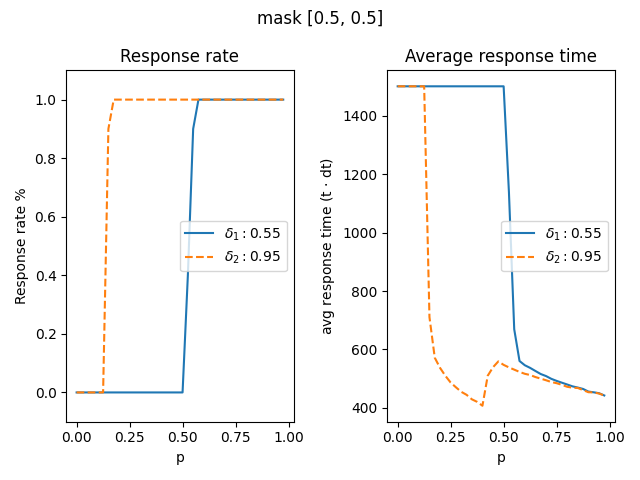 mask [0.5, 0.5]
Response rate
Response rate %
1.0
0.8
0.6
0.4
0.2
0.0
δ₁ : 0.55
δ₂ : 0.95
0.00 0.25 0.50 0.75 1.00
p
Average response time
avg response time (t · dt)
1400
1200
1000
800
600
400
δ₁ : 0.55
δ₂ : 0.95
0.00 0.25 0.50 0.75 1.00
p